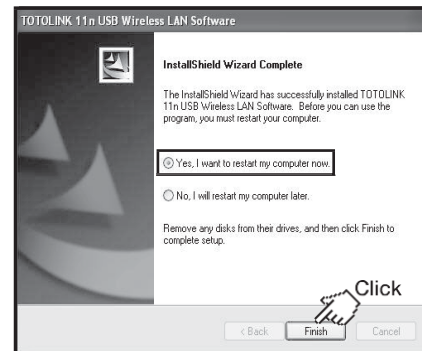 TOTOLINK 11n USB Wireless LAN Software
InstallShield Wizard Complete
The InstallShield Wizard has successfully installed TOTOLINK
11n USB Wireless LAN Software. Before you can use the
program, you must restart your computer.
Yes, I want to restart my computer now.
No, I will restart my computer later.
Remove any disks from their drives, and then click Finish to
complete setup.
Click
< Back
Finish
Cancel